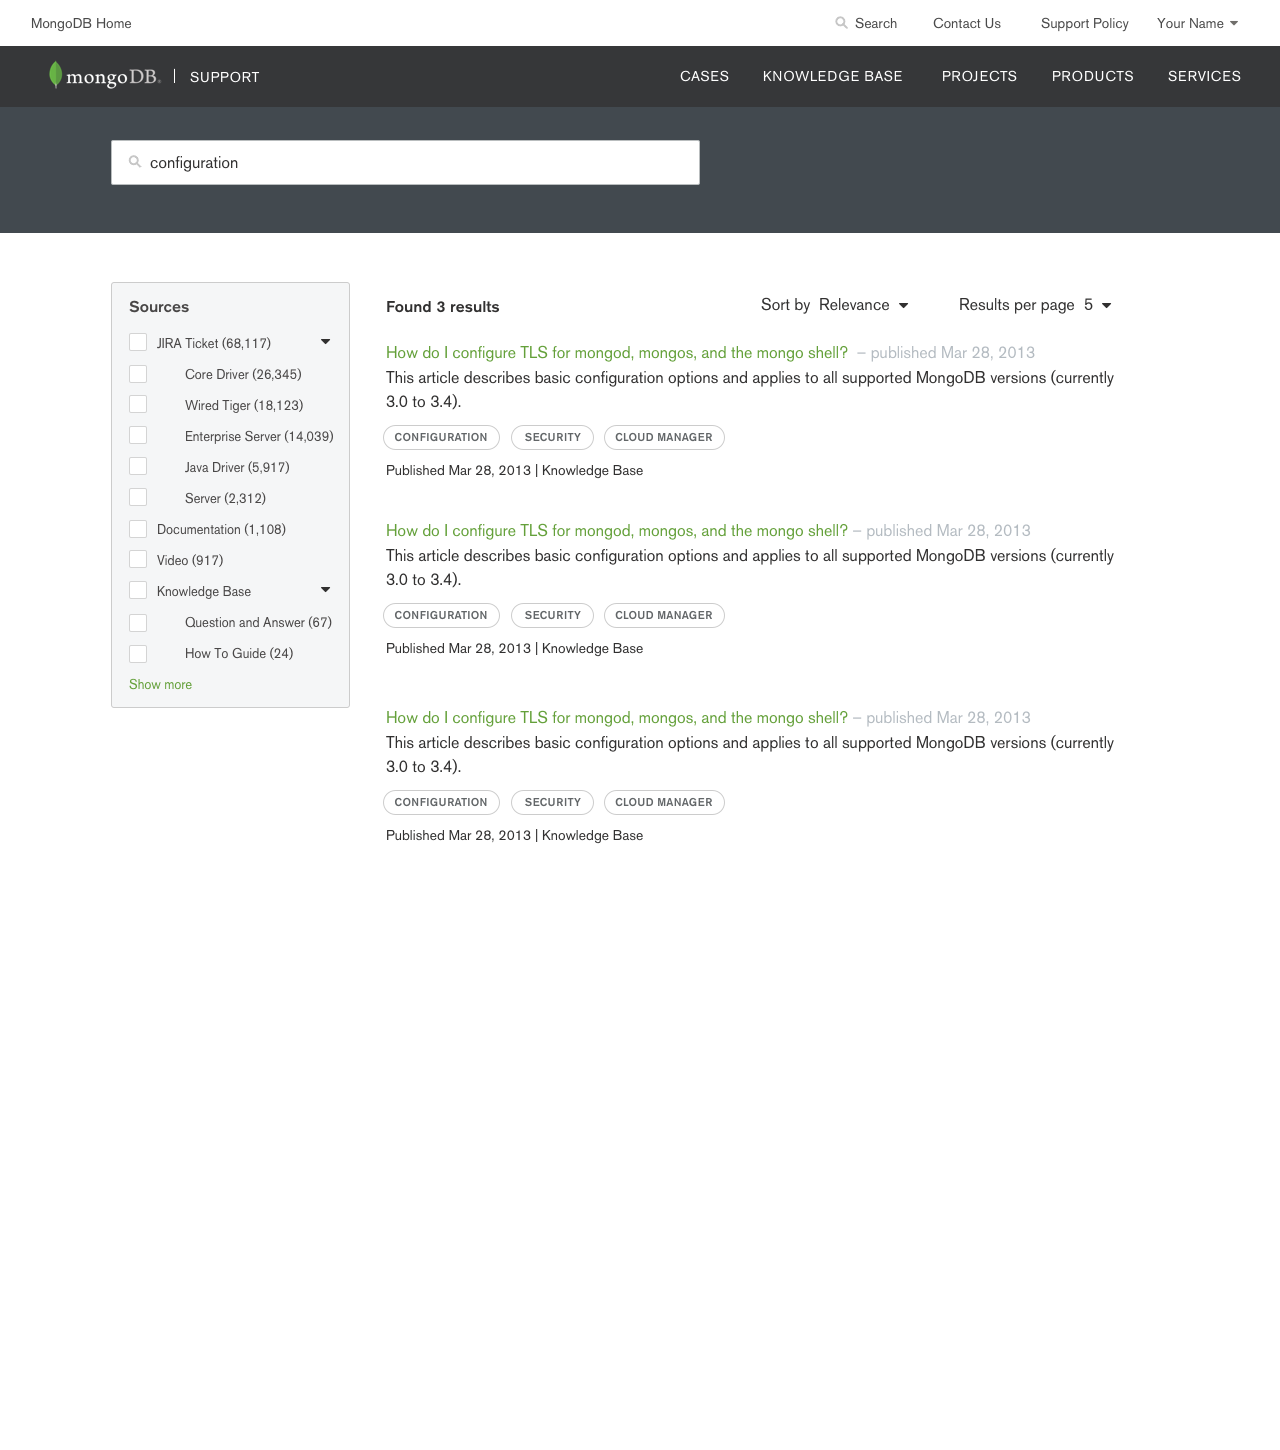 MongoDB Home
Search
Contact Us
Support Policy
Your Name
mongoDB®
SUPPORT
CASES
KNOWLEDGE BASE
PROJECTS
PRODUCTS
SERVICES
configuration
Sources
JIRA Ticket (68,117)
Core Driver (26,345)
Wired Tiger (18,123)
Enterprise Server (14,039)
Java Driver (5,917)
Server (2,312)
Documentation (1,108)
Video (917)
Knowledge Base
Question and Answer (67)
How To Guide (24)
Show more
Found 3 results
Sort by Relevance
Results per page 5
How do I configure TLS for mongod, mongos, and the mongo shell? – published Mar 28, 2013
This article describes basic configuration options and applies to all supported MongoDB versions (currently
3.0 to 3.4).
CONFIGURATION
SECURITY
CLOUD MANAGER
Published Mar 28, 2013 | Knowledge Base
How do I configure TLS for mongod, mongos, and the mongo shell? – published Mar 28, 2013
This article describes basic configuration options and applies to all supported MongoDB versions (currently
3.0 to 3.4).
CONFIGURATION
SECURITY
CLOUD MANAGER
Published Mar 28, 2013 | Knowledge Base
How do I configure TLS for mongod, mongos, and the mongo shell? – published Mar 28, 2013
This article describes basic configuration options and applies to all supported MongoDB versions (currently
3.0 to 3.4).
CONFIGURATION
SECURITY
CLOUD MANAGER
Published Mar 28, 2013 | Knowledge Base